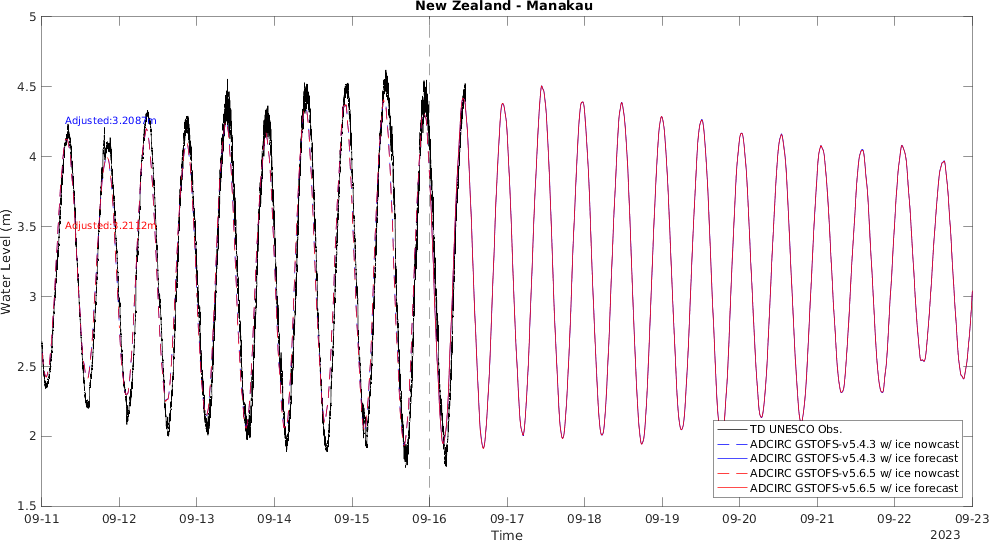 New Zealand - Manakau
5
4.5
4
3.5
3
2.5
2
1.5
Water Level (m)
Adjusted:3.2087m
Adjusted:3.2112m
TD UNESCO Obs.
ADCIRC GSTOFS-v5.4.3 w/ ice nowcast
ADCIRC GSTOFS-v5.4.3 w/ ice forecast
ADCIRC GSTOFS-v5.6.5 w/ ice nowcast
ADCIRC GSTOFS-v5.6.5 w/ ice forecast
09-11 09-12 09-13 09-14 09-15 09-16 09-17 09-18 09-19 09-20 09-21 09-22 09-23
Time
2023